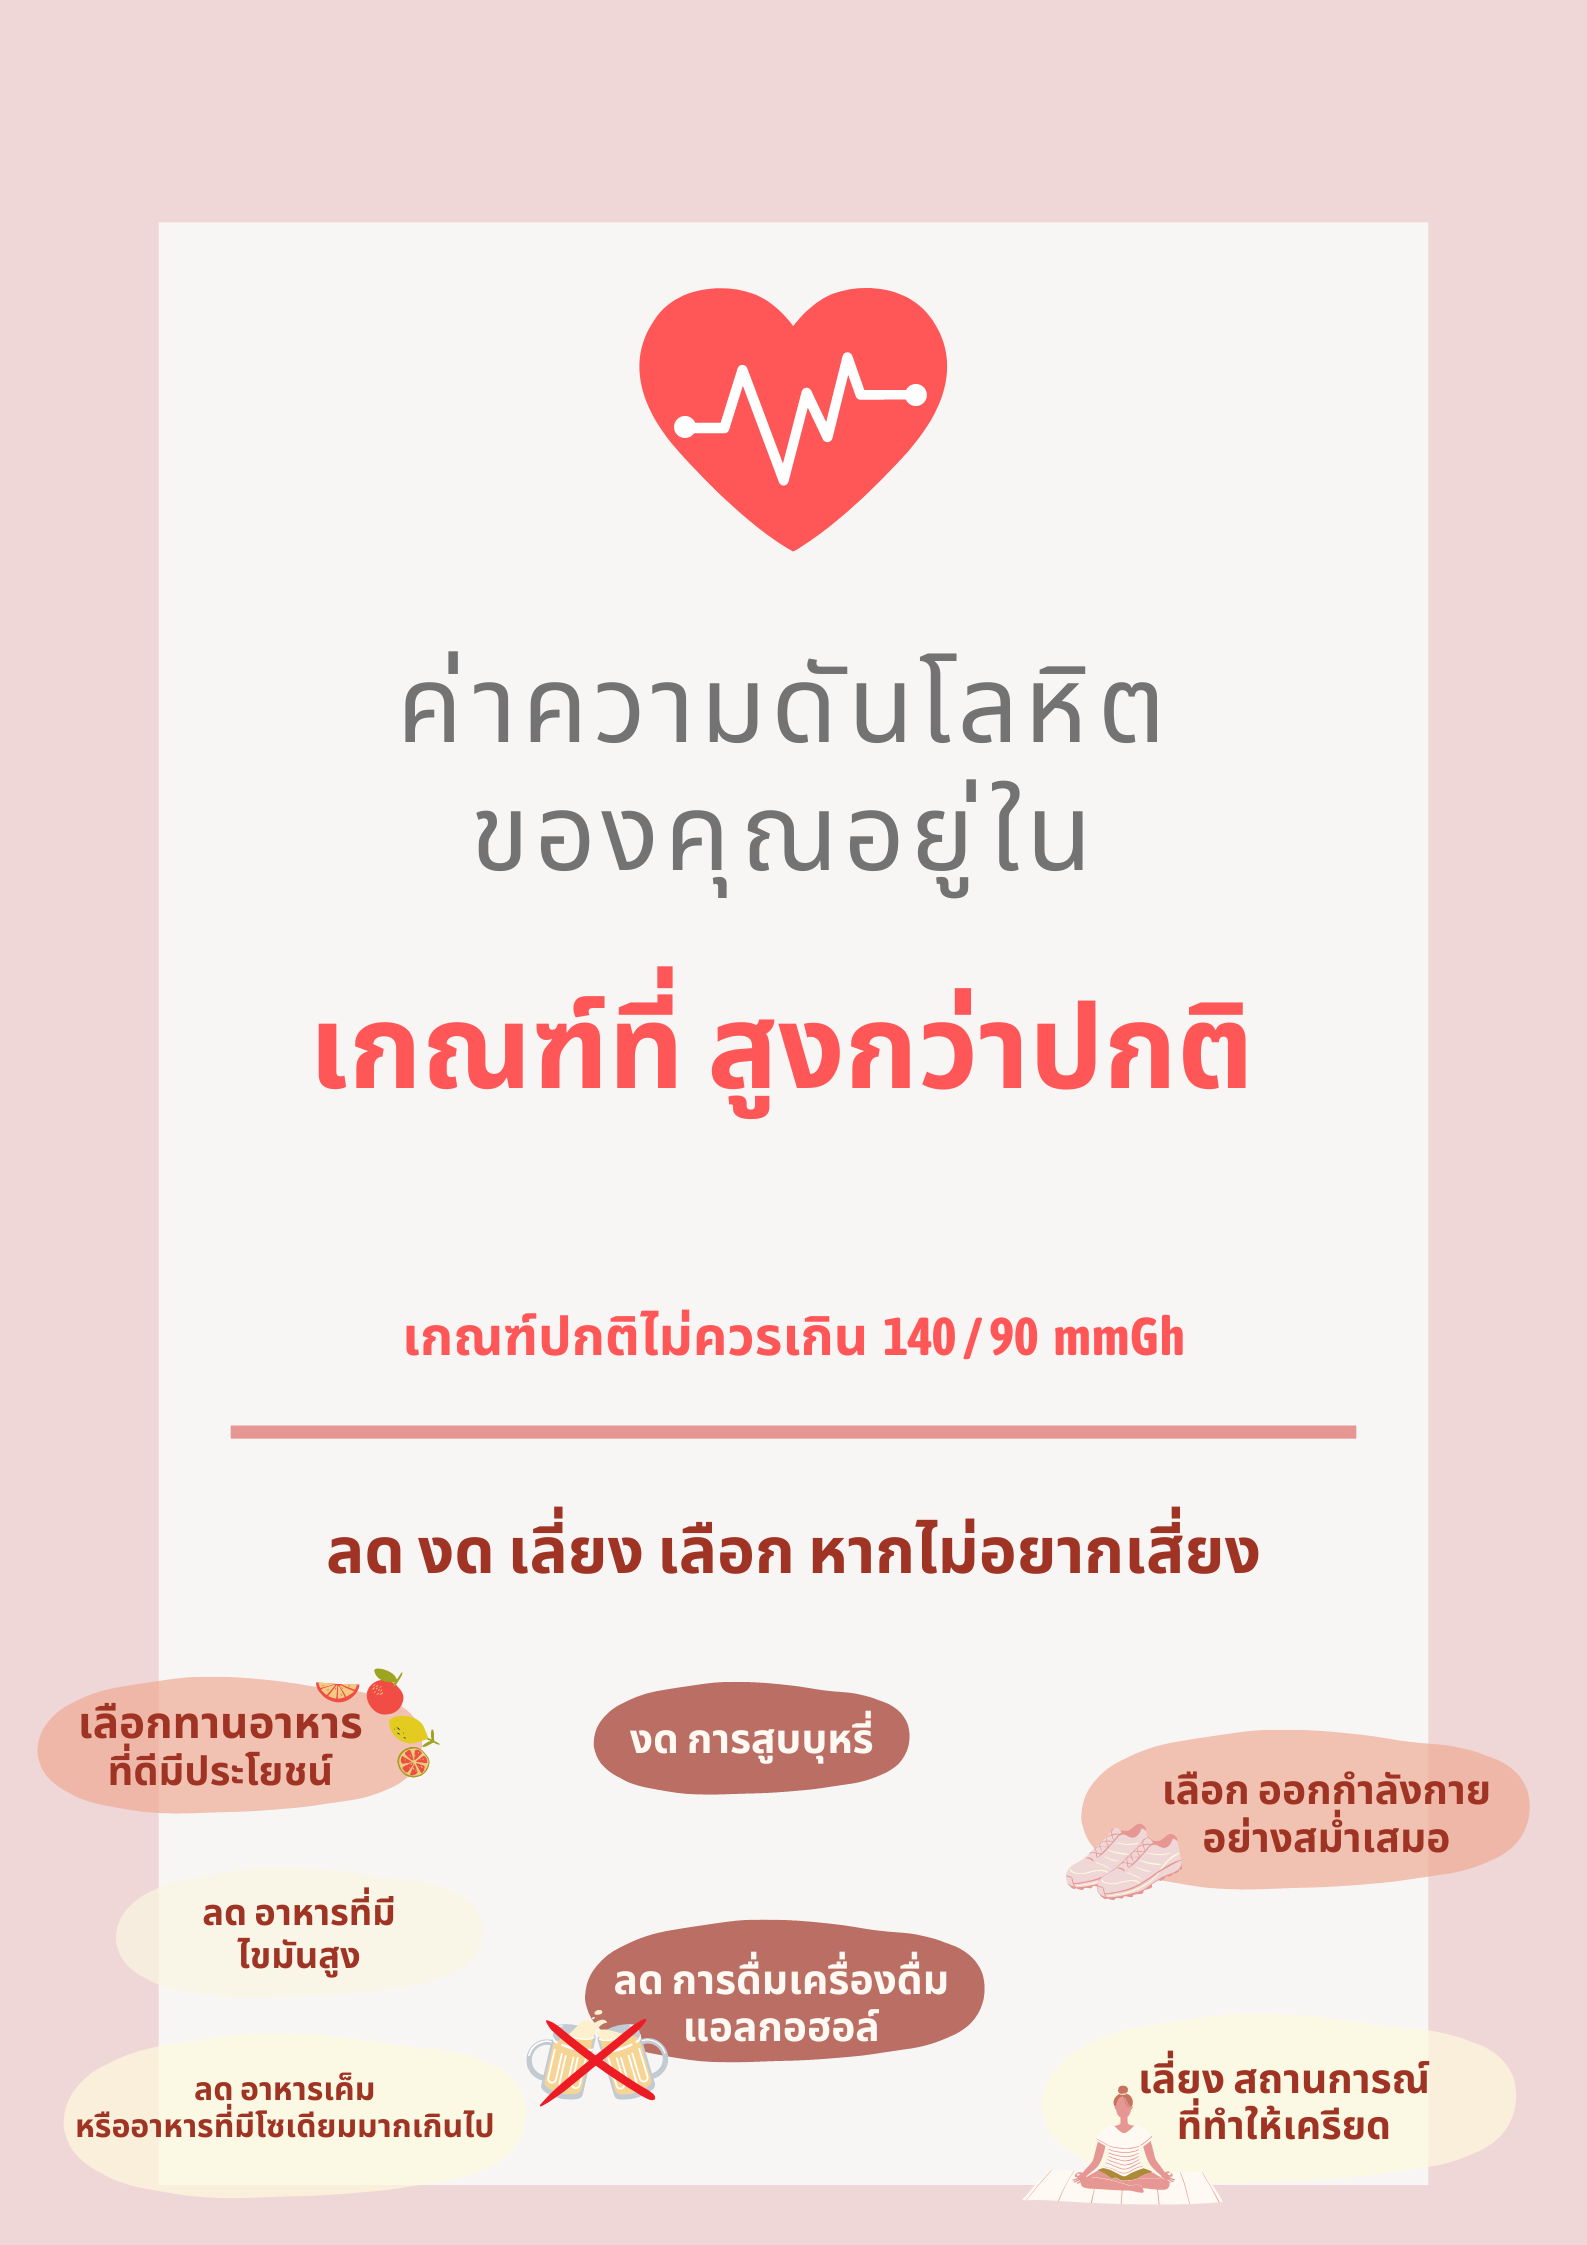 ค่าความดันโลหิต
ของคุณอยู่ใน
เกณฑ์ที่ สูงกว่าปกติ
เกณฑ์ปกติไม่ควรเกิน 140/90 mmGh
ลด งด เลี่ยง เลือก หากไม่อยากเสี่ยง
เลือกทานอาหาร
ที่ดีมีประโยชน์
งด การสูบบุหรี่
เลือก ออกกำลังกาย
อย่างสม่ำเสมอ
ลด อาหารที่มี
ไขมันสูง
ลด การดื่มเครื่องดื่ม
แอลกอฮอล์
ลด อาหารเค็ม
หรืออาหารที่มีโซเดียมมากเกินไป
เลี่ยง สถานการณ์
ที่ทำให้เครียด